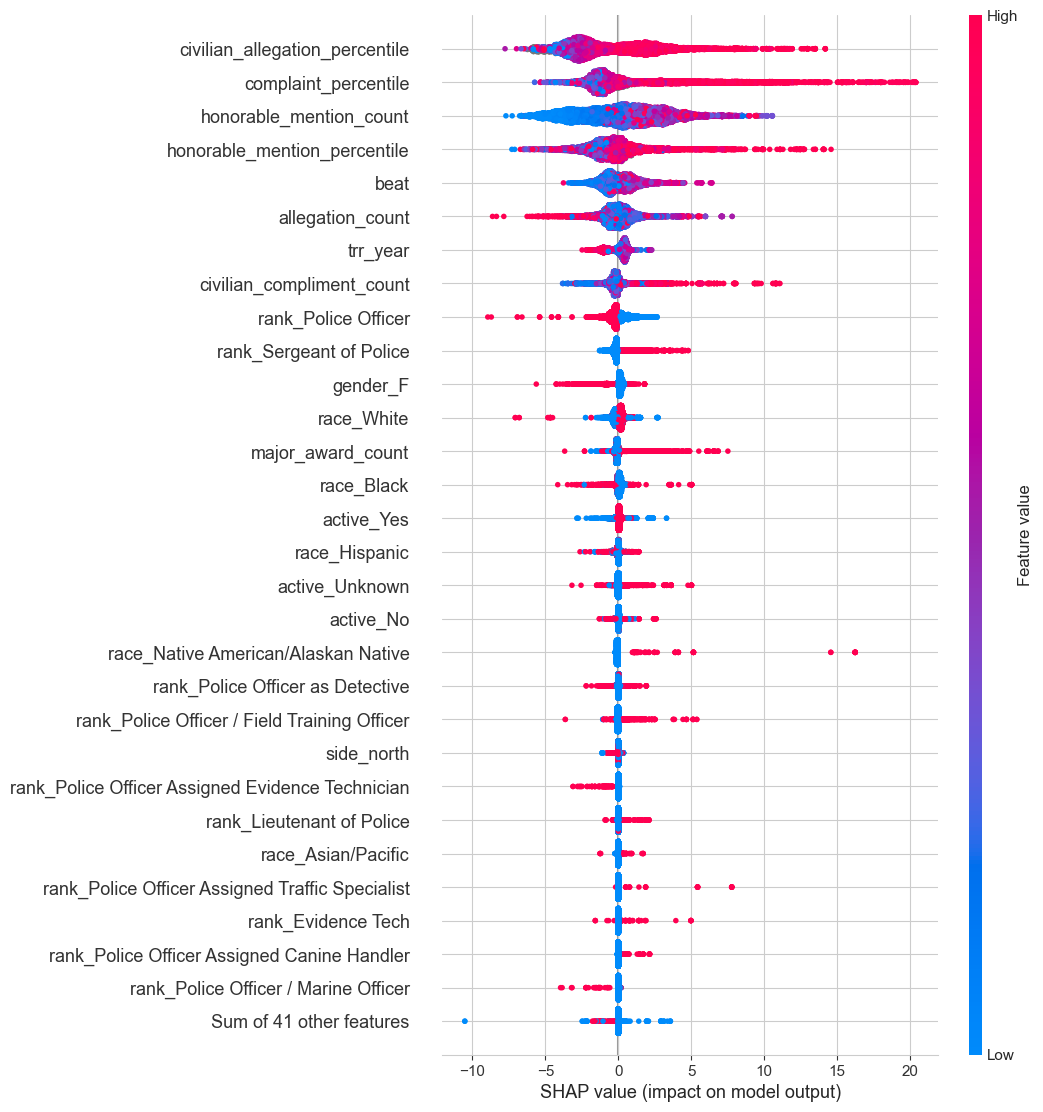 High
civilian_allegation_percentile
complaint_percentile
honorable_mention_count
honorable_mention_percentile
beat
allegation_count
trr_year
civilian_compliment_count
rank_Police Officer
rank_Sergeant of Police
gender_F
race_White
major_award_count
race_Black
active_Yes
race_Hispanic
active_Unknown
active_No
race_Native American/Alaskan Native
rank_Police Officer as Detective
rank_Police Officer / Field Training Officer
side_north
rank_Police Officer Assigned Evidence Technician
rank_Lieutenant of Police
race_Asian/Pacific
rank_Police Officer Assigned Traffic Specialist
rank_Evidence Tech
rank_Police Officer Assigned Canine Handler
rank_Police Officer / Marine Officer
Sum of 41 other features
Feature value
Low
−10 −5 0 5 10 15 20
SHAP value (impact on model output)